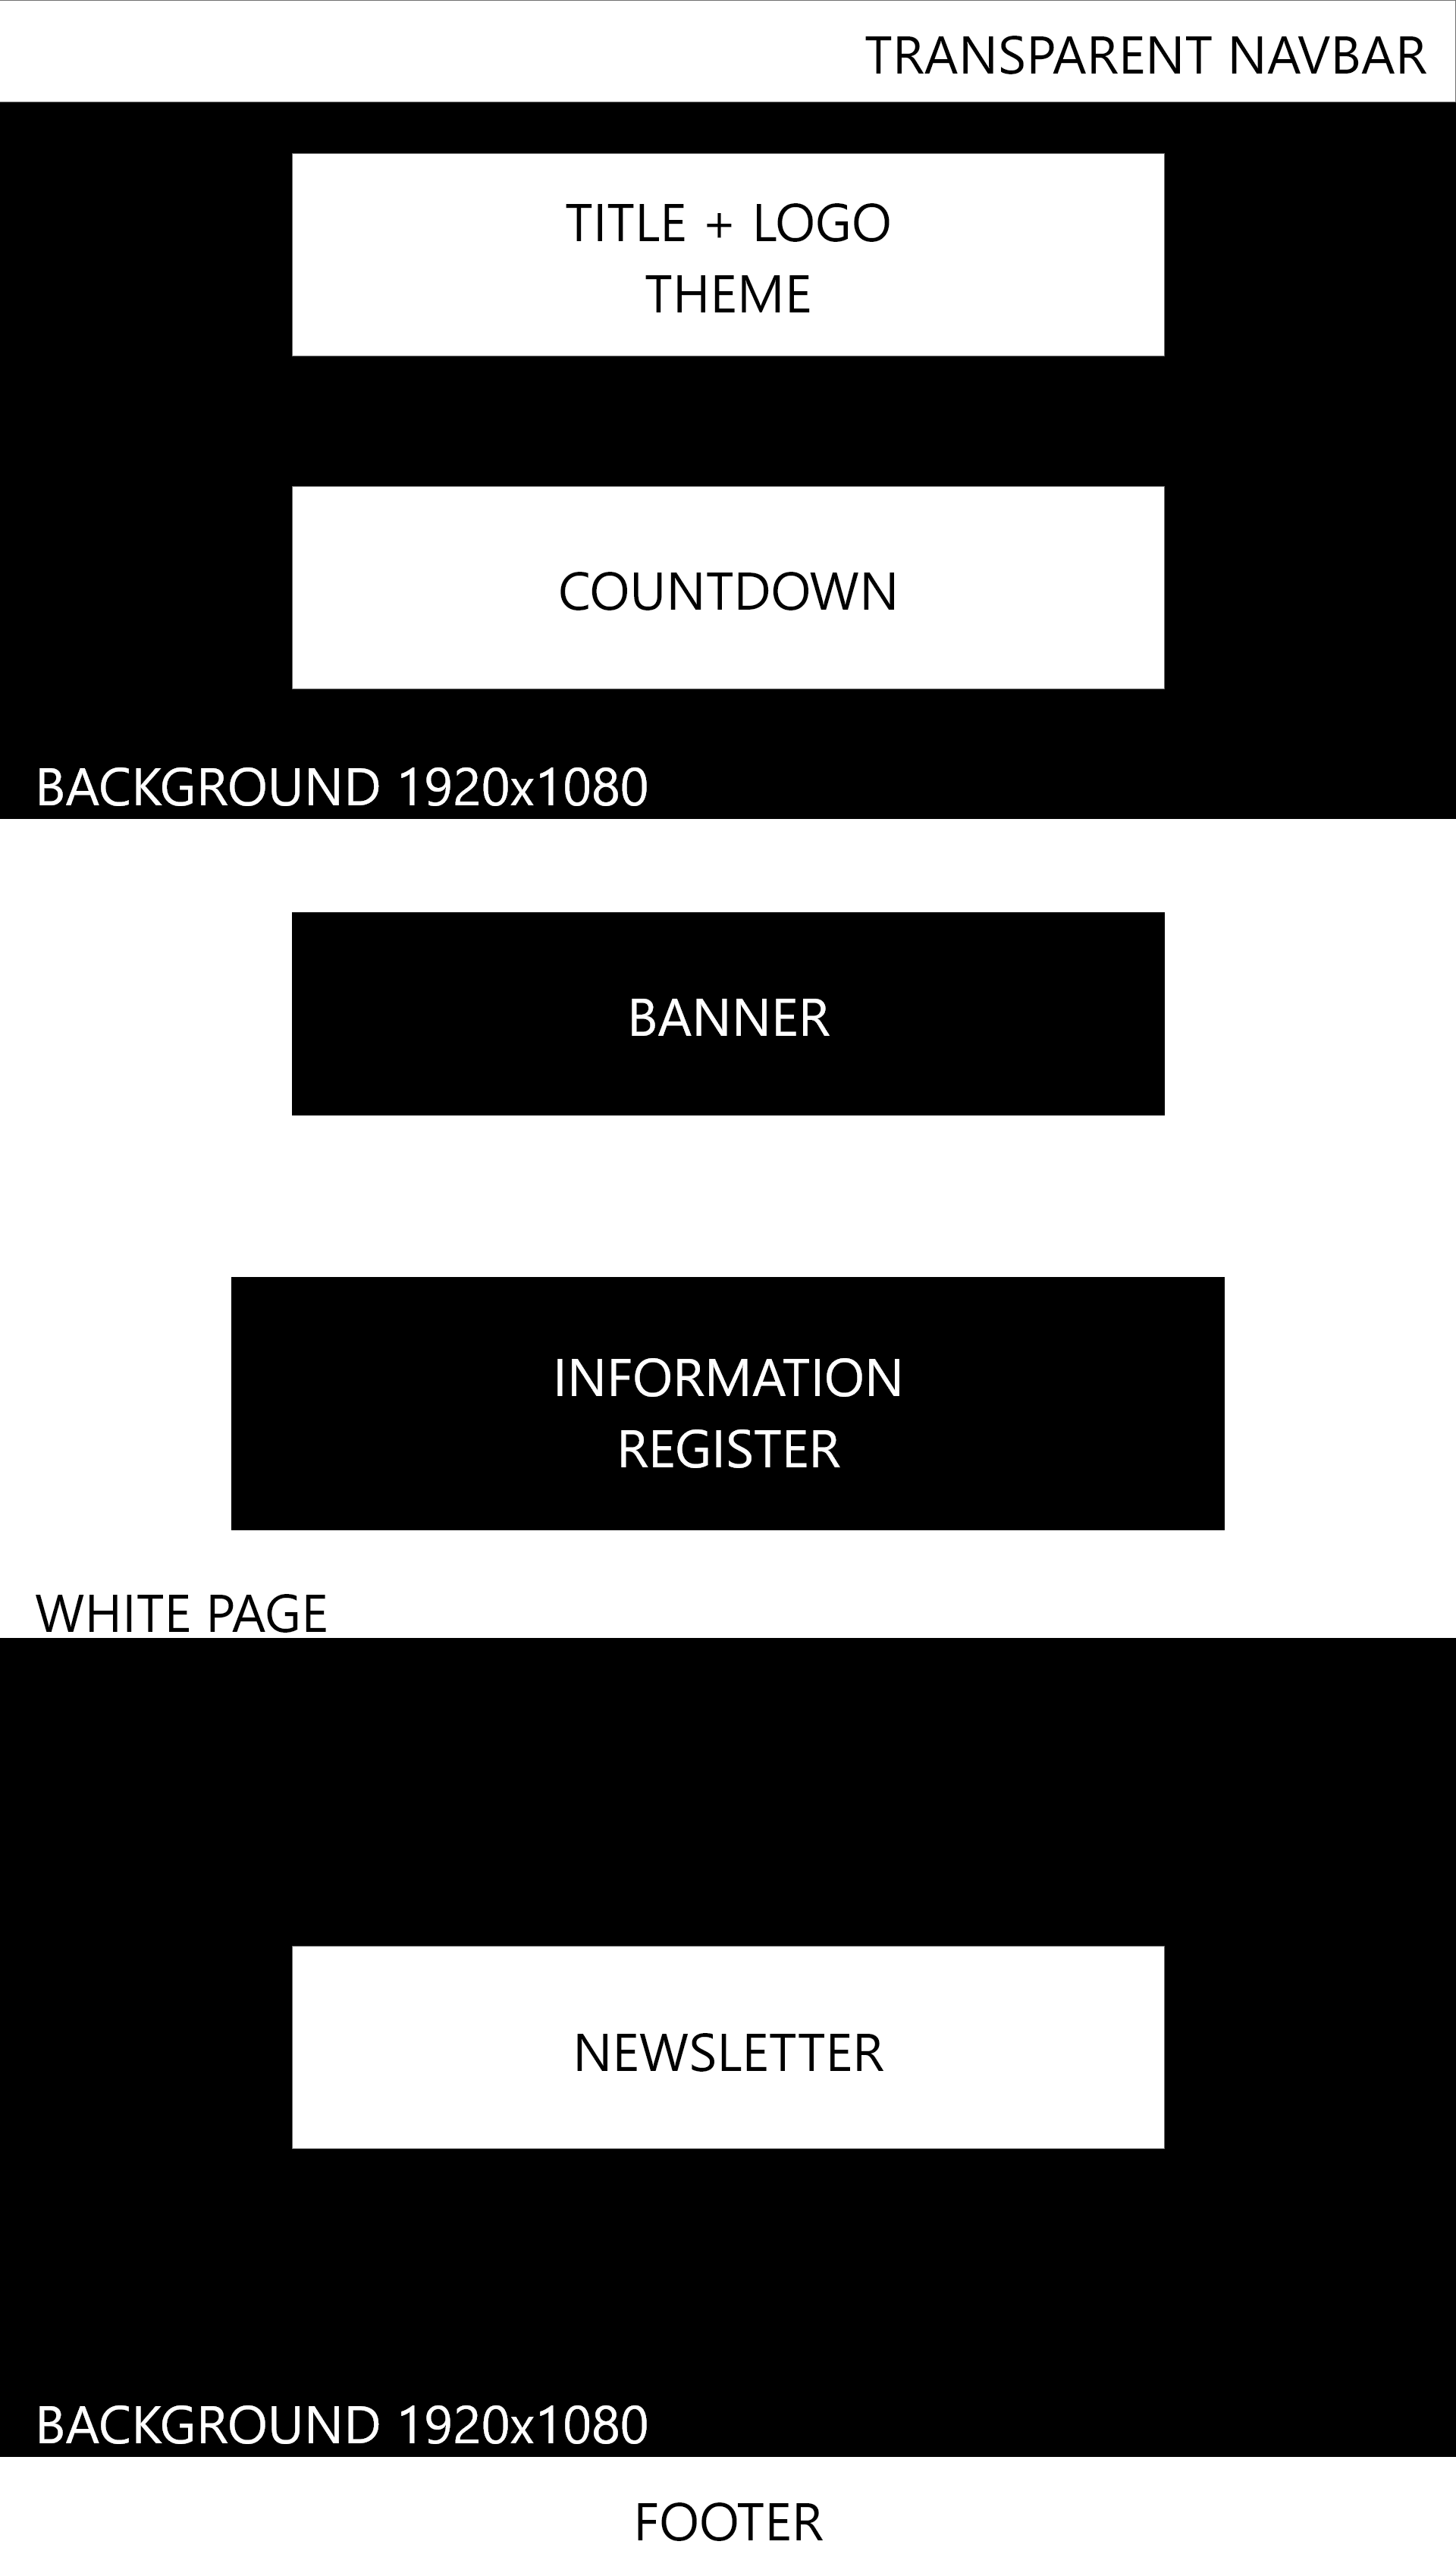 TRANSPARENT NAVBAR
TITLE + LOGO
THEME
COUNTDOWN
BACKGROUND 1920x1080
BANNER
INFORMATION
REGISTER
WHITE PAGE
NEWSLETTER
BACKGROUND 1920x1080
FOOTER